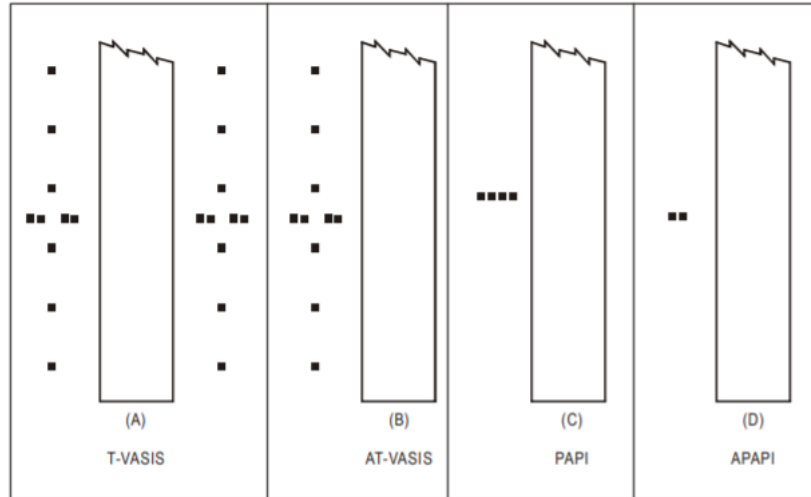 (A)
T-VASIS
(B)
AT-VASIS
(C)
PAPI
(D)
APAPI